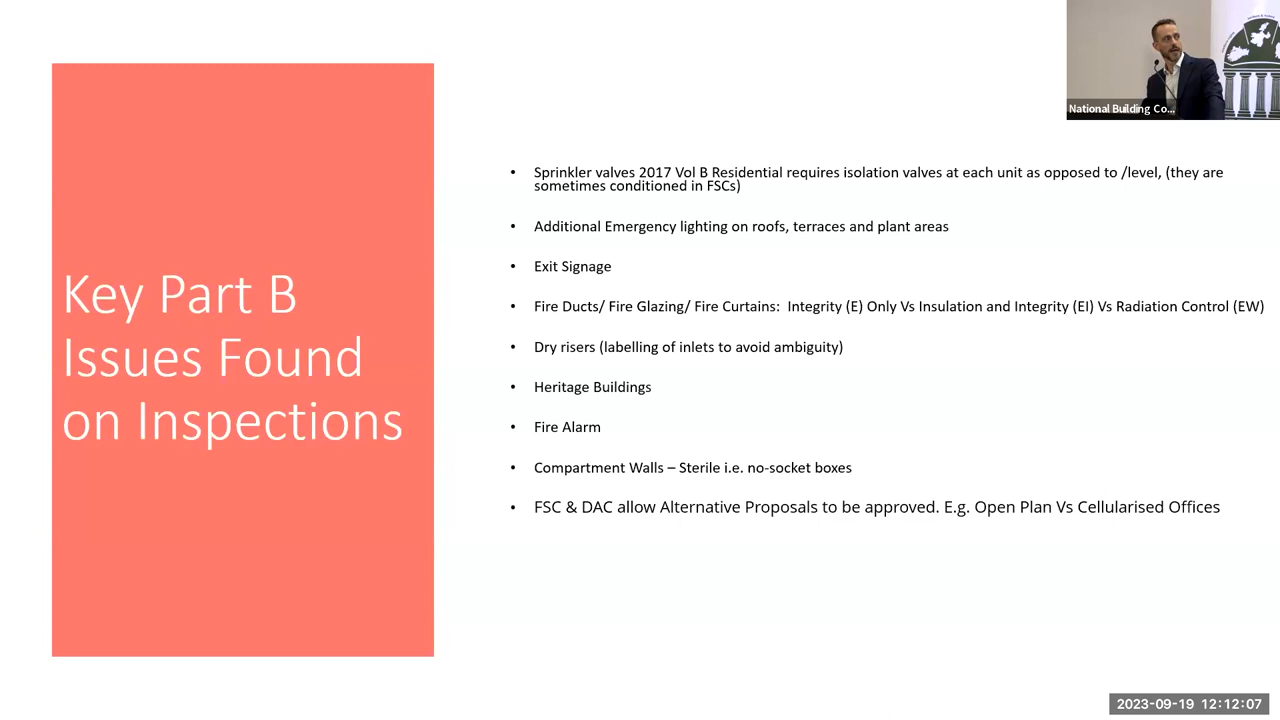 National Building Co...
Key Part B
Issues Found
on Inspections
• Sprinkler valves 2017 Vol B Residential requires isolation valves at each unit as opposed to /level, (they are
sometimes conditioned in FSCs)
• Additional Emergency lighting on roofs, terraces and plant areas
• Exit Signage
• Fire Ducts/ Fire Glazing/ Fire Curtains:  Integrity (E) Only Vs Insulation and Integrity (EI) Vs Radiation Control (EW)
• Dry risers (labelling of inlets to avoid ambiguity)
• Heritage Buildings
• Fire Alarm
• Compartment Walls – Sterile i.e. no-socket boxes
• FSC & DAC allow Alternative Proposals to be approved. E.g. Open Plan Vs Cellularised Offices
2023-09-19 12:12:07